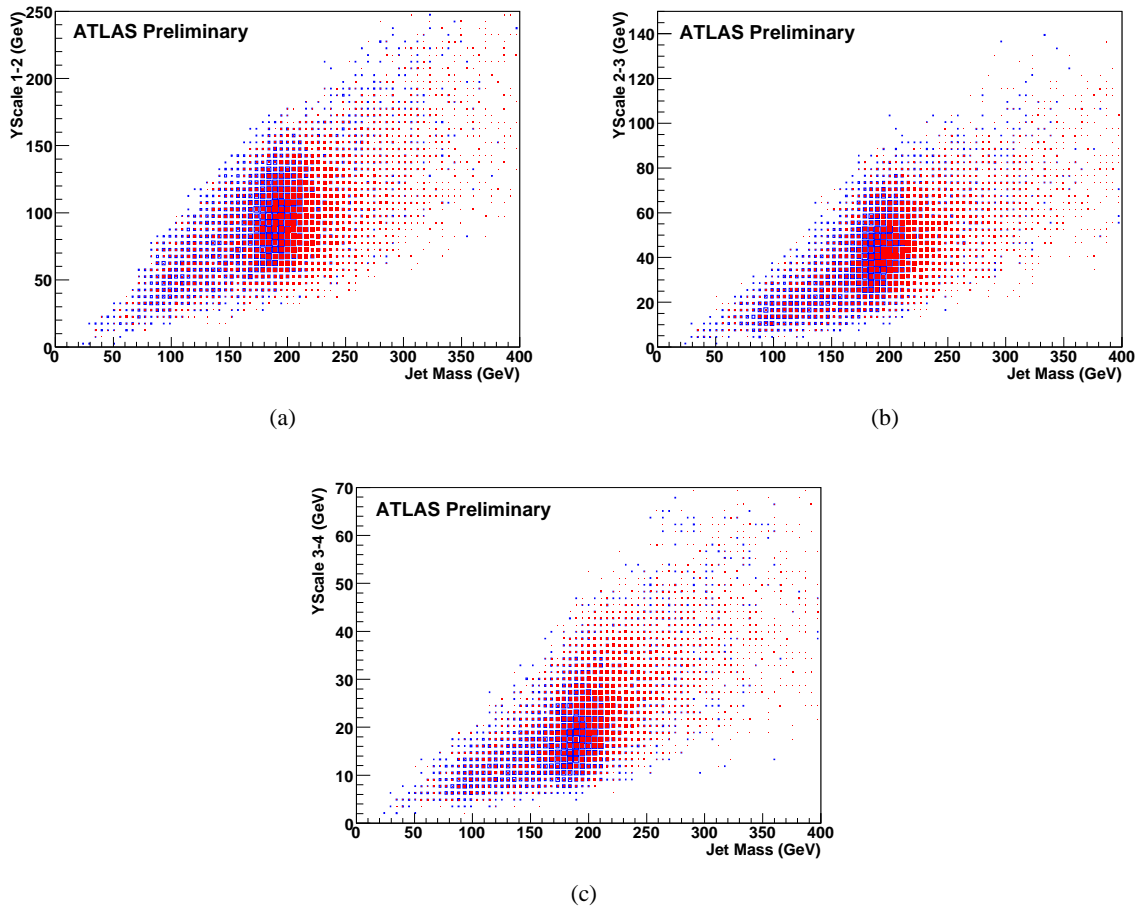 ATLAS Preliminary
YScale 1-2 (GeV)
250
200
150
100
50
0
0 50 100 150 200 250 300 350 400
Jet Mass (GeV)
(a)
ATLAS Preliminary
YScale 2-3 (GeV)
140
120
100
80
60
40
20
0
0 50 100 150 200 250 300 350 400
Jet Mass (GeV)
(b)
ATLAS Preliminary
YScale 3-4 (GeV)
70
60
50
40
30
20
10
0
0 50 100 150 200 250 300 350 400
Jet Mass (GeV)
(c)